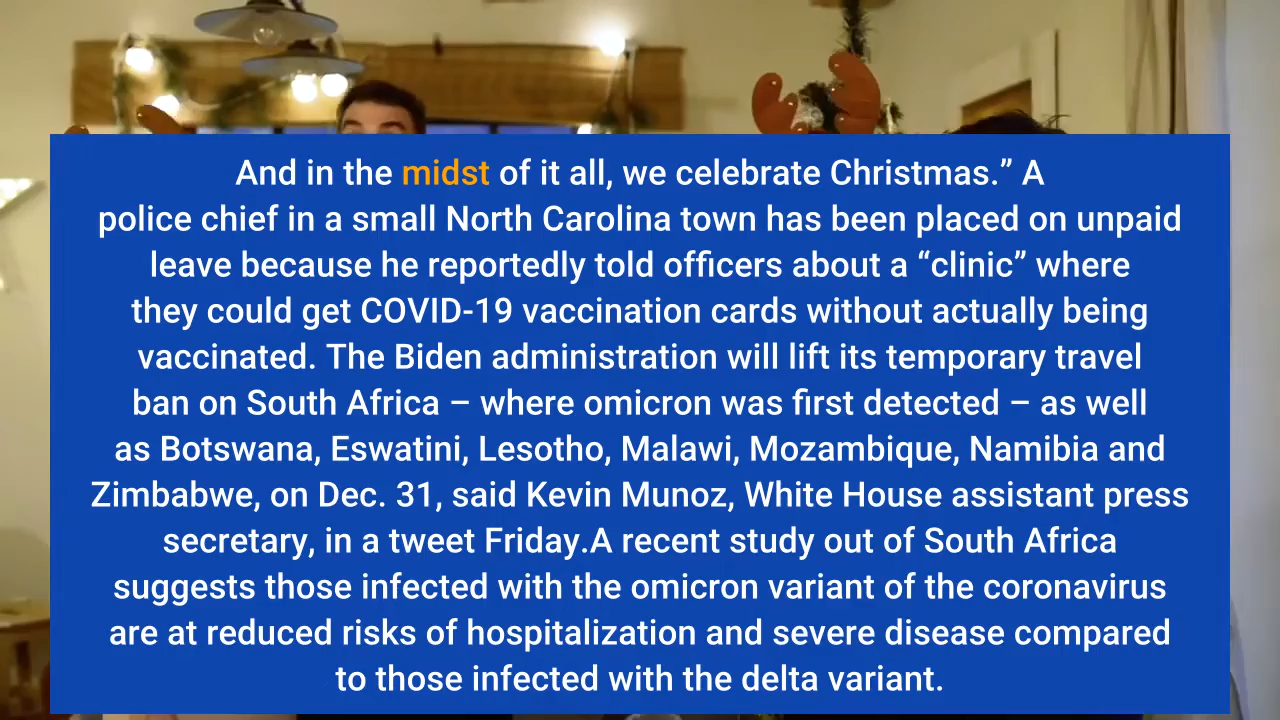 And in the midst of it all, we celebrate Christmas.” A
police chief in a small North Carolina town has been placed on unpaid
leave because he reportedly told officers about a “clinic” where
they could get COVID-19 vaccination cards without actually being
vaccinated. The Biden administration will lift its temporary travel
ban on South Africa – where omicron was first detected – as well
as Botswana, Eswatini, Lesotho, Malawi, Mozambique, Namibia and
Zimbabwe, on Dec. 31, said Kevin Munoz, White House assistant press
secretary, in a tweet Friday.A recent study out of South Africa
suggests those infected with the omicron variant of the coronavirus
are at reduced risks of hospitalization and severe disease compared
to those infected with the delta variant.